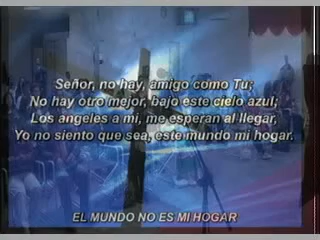 Señor, no hay, amigo como Tu;
No hay otro mejor, bajo este cielo azul;
Los angeles a mi, me esperan al llegar,
Yo no siento que sea, este mundo mi hogar.
EL MUNDO NO ES MI HOGAR